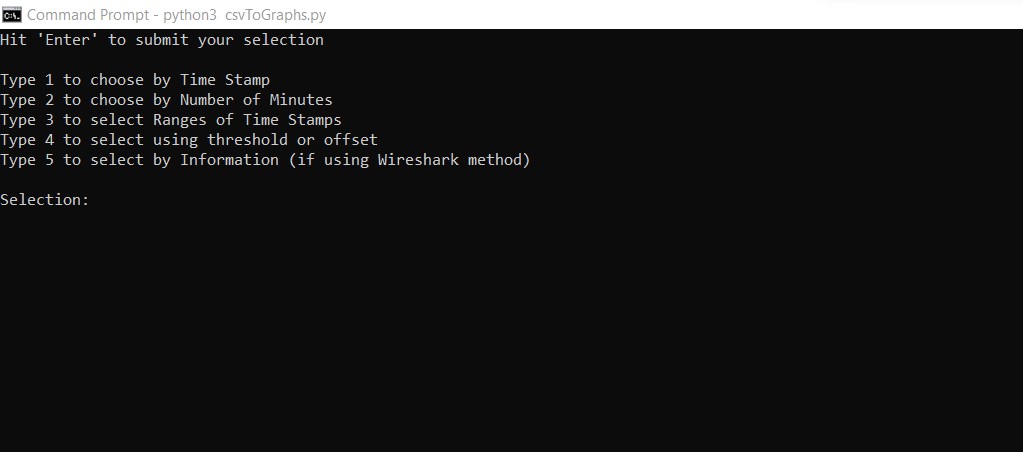 Command Prompt - python3 csvToGraphs.py
Hit 'Enter' to submit your selection
Type 1 to choose by Time Stamp
Type 2 to choose by Number of Minutes
Type 3 to select Ranges of Time Stamps
Type 4 to select using threshold or offset
Type 5 to select by Information (if using Wireshark method)
Selection: